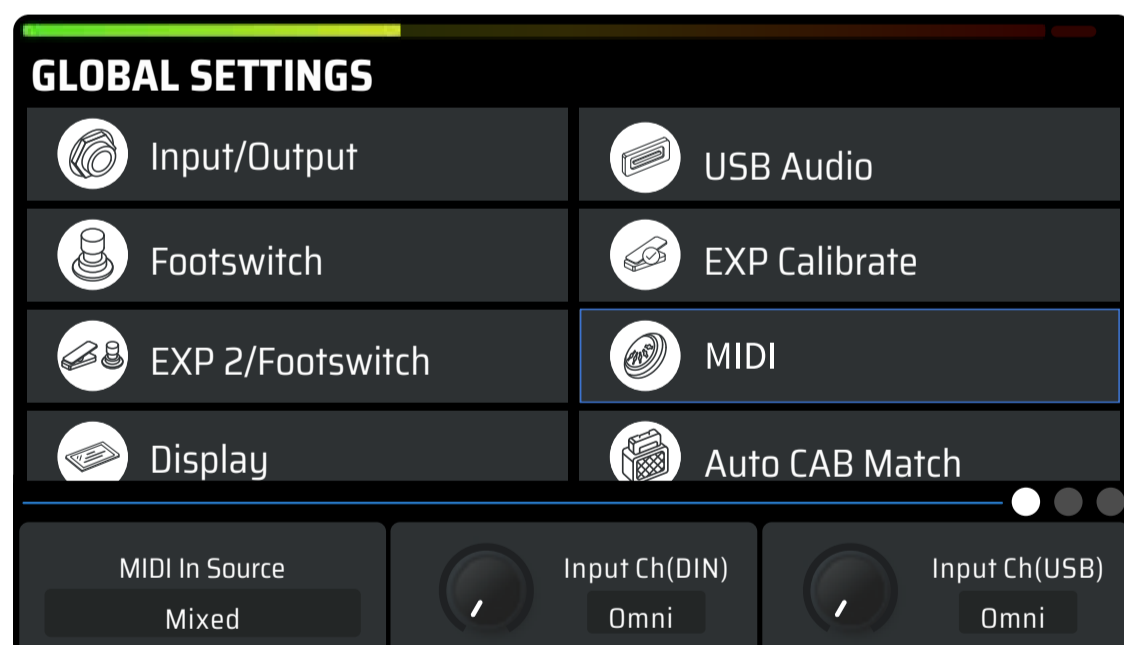 GLOBAL SETTINGS
Input/Output
USB Audio
Footswitch
EXP Calibrate
EXP 2/Footswitch
MIDI
Display
Auto CAB Match
MIDI In Source
Mixed
Input Ch(DIN)
Omni
Input Ch(USB)
Omni